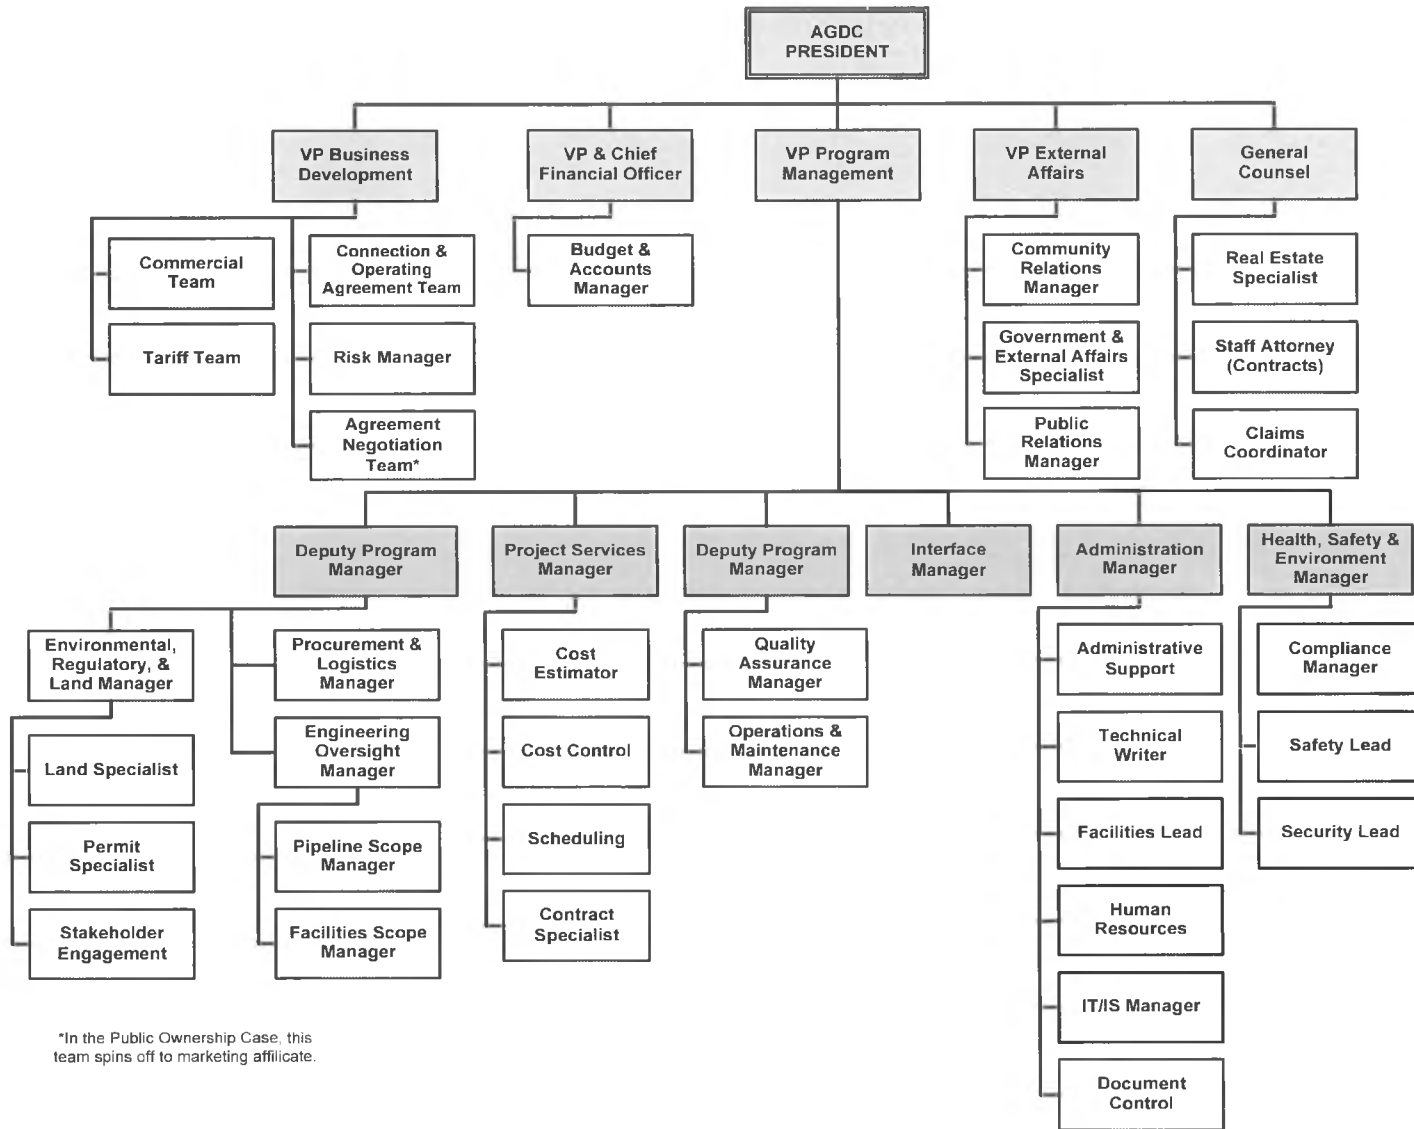 AGDC
PRESIDENT
VP Business
Development
VP & Chief
Financial Officer
VP Program
Management
VP External
Affairs
General
Counsel
Commercial
Team
Tariff Team
Connection &
Operating
Agreement Team
Risk Manager
Agreement
Negotiation
Team*
Budget &
Accounts
Manager
Community
Relations
Manager
Government &
External Affairs
Specialist
Public
Relations
Manager
Real Estate
Specialist
Staff Attorney
(Contracts)
Claims
Coordinator
Deputy Program
Manager
Project Services
Manager
Deputy Program
Manager
Interface
Manager
Administration
Manager
Health, Safety &
Environment
Manager
Environmental,
Regulatory, &
Land Manager
Land Specialist
Permit
Specialist
Stakeholder
Engagement
Procurement &
Logistics
Manager
Engineering
Oversight
Manager
Pipeline Scope
Manager
Facilities Scope
Manager
Cost
Estimator
Cost Control
Scheduling
Contract
Specialist
Quality
Assurance
Manager
Operations &
Maintenance
Manager
Administrative
Support
Technical
Writer
Facilities Lead
Human
Resources
IT/IS Manager
Document
Control
Compliance
Manager
Safety Lead
Security Lead
*In the Public Ownership Case, this
team spins off to marketing affilicate.